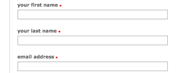 your first name •
your last name •
email address •